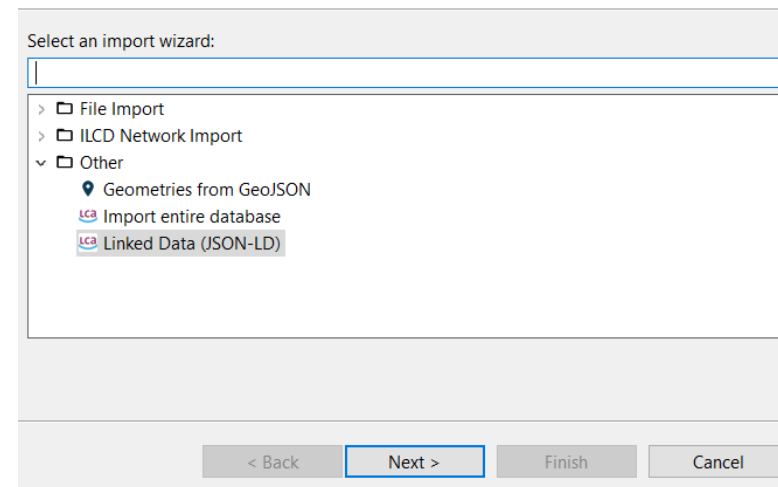 Select an import wizard:
File Import
ILCD Network Import
Other
Geometries from GeoJSON
LCA Import entire database
LCA Linked Data (JSON-LD)
< Back Next > Finish Cancel